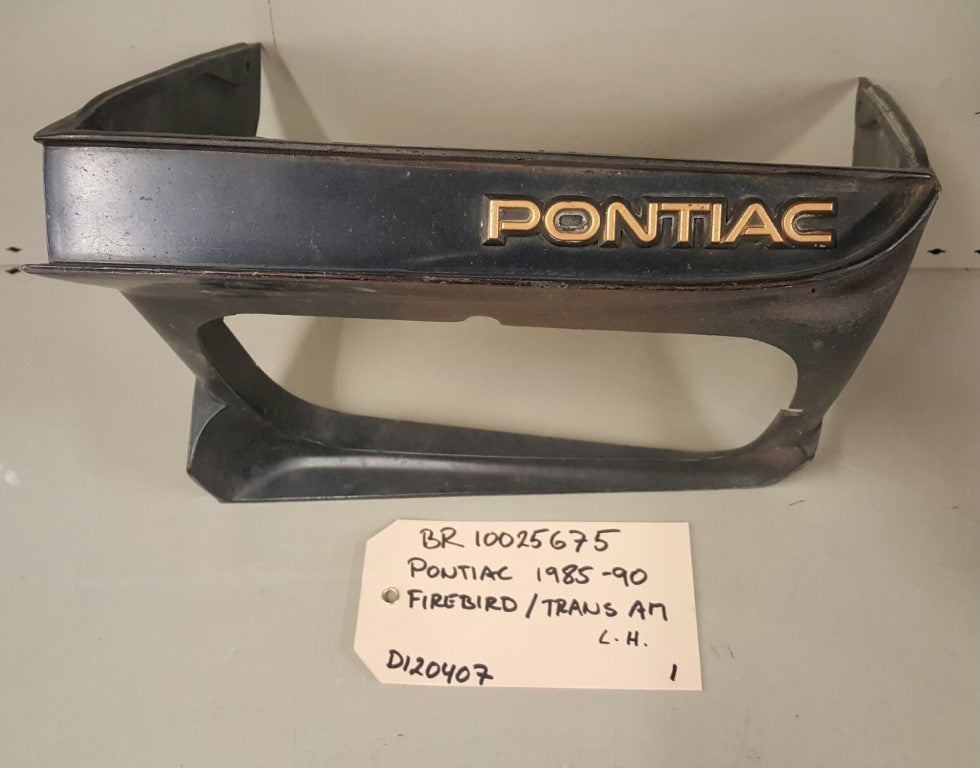 PONTIAC
BR 10025675
PONTIAC 1985-90
FIREBIRD / TRANS AM
L.H.
D120407 1